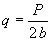 q = P / 2b